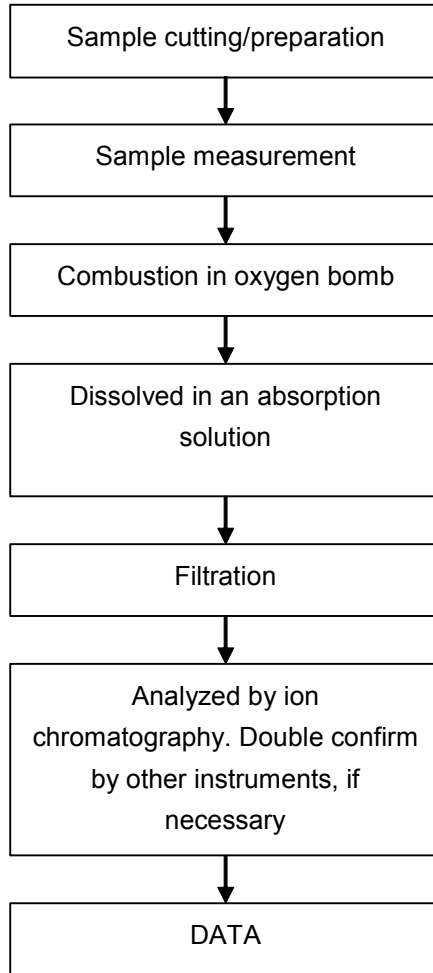 Sample cutting/preparation
Sample measurement
Combustion in oxygen bomb
Dissolved in an absorption
solution
Filtration
Analyzed by ion
chromatography. Double confirm
by other instruments, if
necessary
DATA